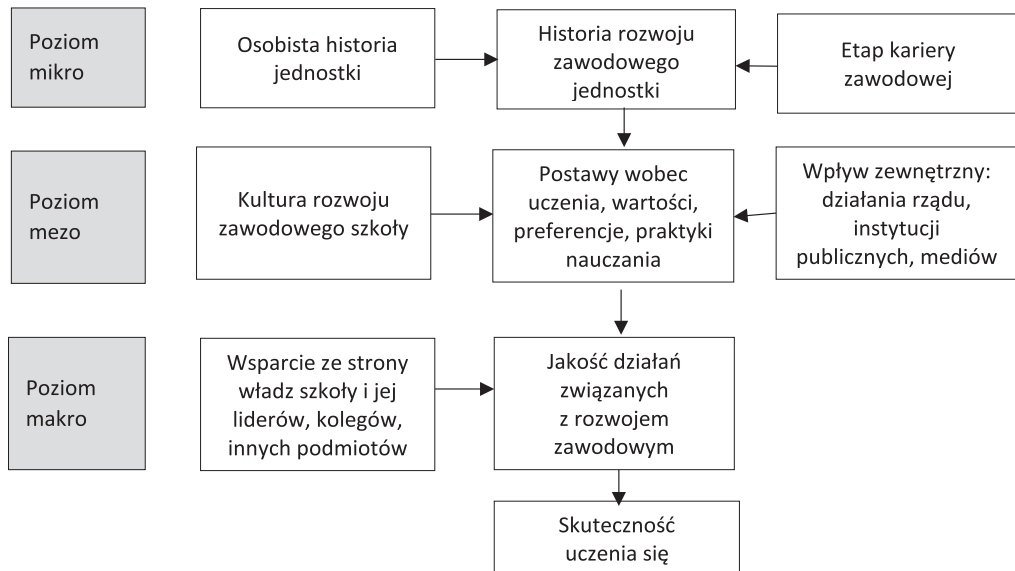 Poziom
mikro
Osobista historia
jednostki
Historia rozwoju
zawodowego
jednostki
Etap kariery
zawodowej
Poziom
mezo
Kultura rozwoju
zawodowego szkoły
Postawy wobec
uczenia, wartości,
preferencje, praktyki
nauczania
Wpływ zewnętrzny:
działania rządu,
instytucji
publicznych, mediów
Poziom
makro
Wsparcie ze strony
władz szkoły i jej
liderów, kolegów,
innych podmiotów
Jakość działań
związanych
z rozwojem
zawodowym
Skuteczność
uczenia się